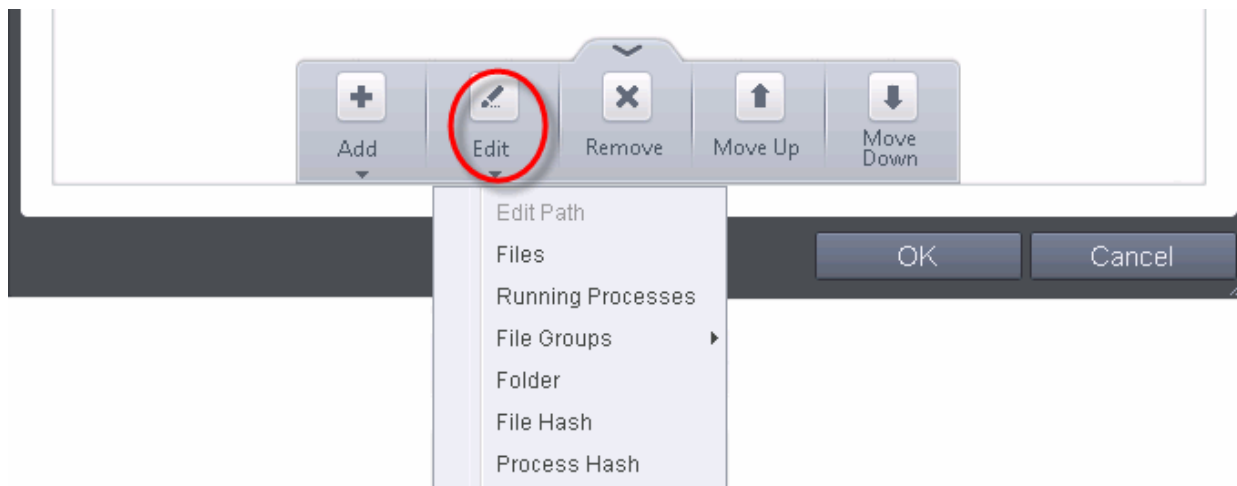 Add
Edit
Remove
Move Up
Move
Down
Edit Path
Files
OK
Cancel
Running Processes
File Groups
Folder
File Hash
Process Hash